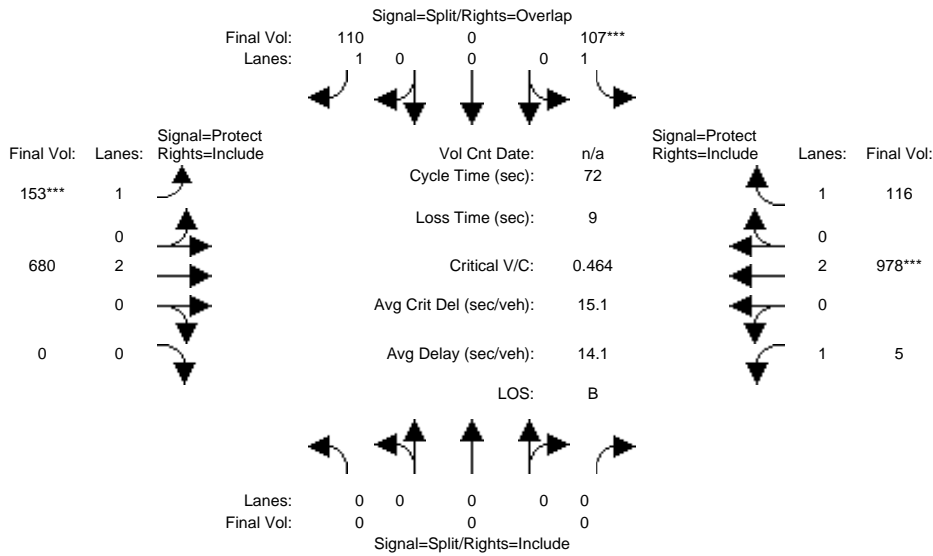 Signal=Split/Rights=Overlap
Final Vol: 110 0 107***
Lanes: 1 0 0 0 1
Signal=Protect Signal=Protect
Final Vol: Lanes: Rights=Include Vol Cnt Date: n/a Rights=Include Lanes: Final Vol:
Cycle Time (sec): 72
153*** 1 1 116
Loss Time (sec): 9
0 0
680 2 Critical V/C: 0.464 2 978***
0 Avg Crit Del (sec/veh): 15.1 0
0 0 Avg Delay (sec/veh): 14.1 1 5
LOS: B
Lanes: 0 0 0 0 0
Final Vol: 0 0 0
Signal=Split/Rights=Include